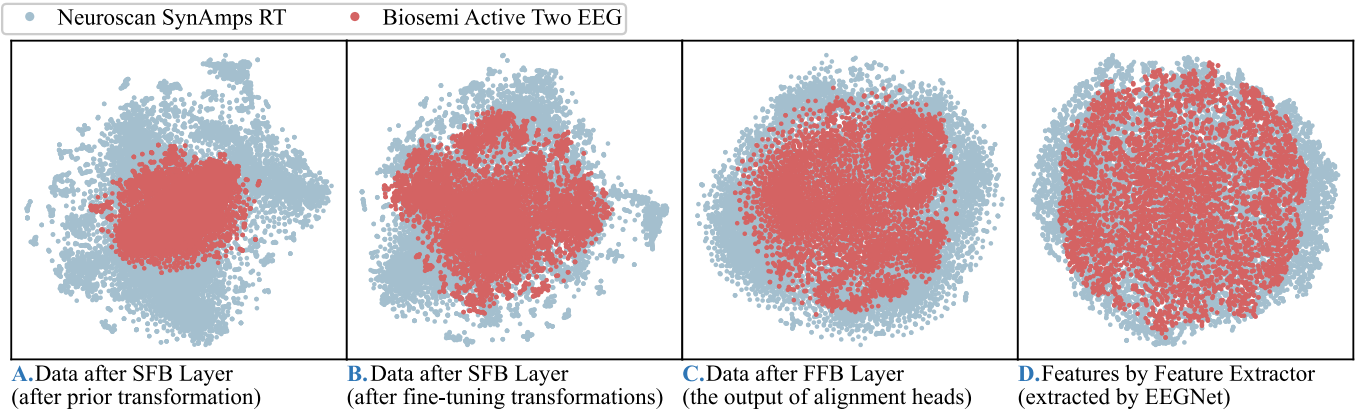 Neuroscan SynAmps RT
Biosemi Active Two EEG
A.Data after SFB Layer
(after prior transformation)
B.Data after SFB Layer
(after fine-tuning transformations)
C.Data after FFB Layer
(the output of alignment heads)
D.Features by Feature Extractor
(extracted by EEGNet)